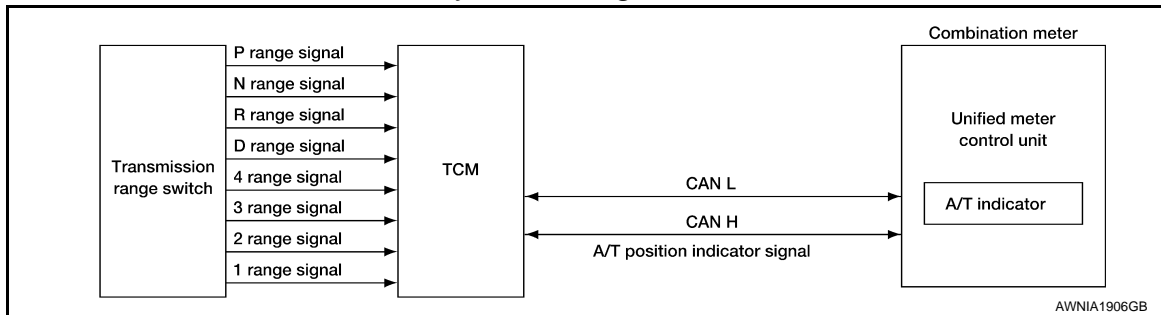 Combination meter
P range signal
N range signal
R range signal
D range signal
4 range signal
3 range signal
2 range signal
1 range signal
Transmission
range switch
TCM
CAN L
CAN H
A/T position indicator signal
Unified meter
control unit
A/T indicator
AWNIA1906GB